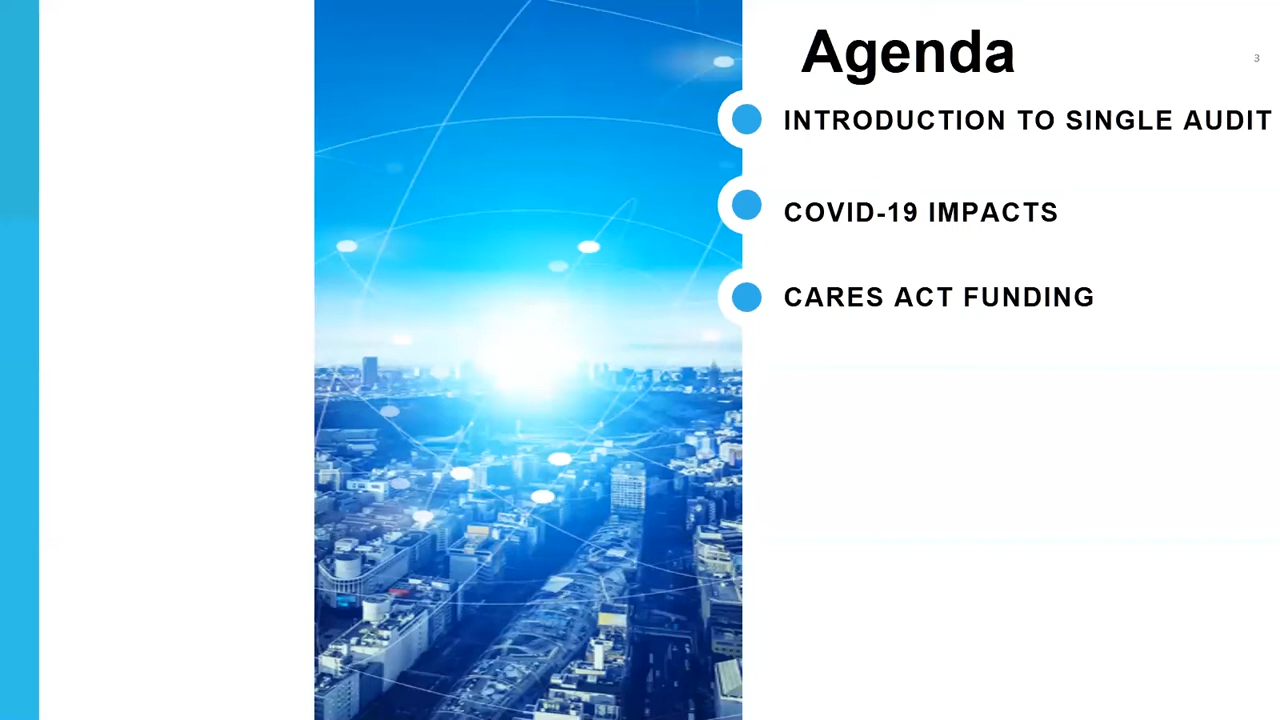 Agenda
3
INTRODUCTION TO SINGLE AUDIT
COVID-19 IMPACTS
CARES ACT FUNDING